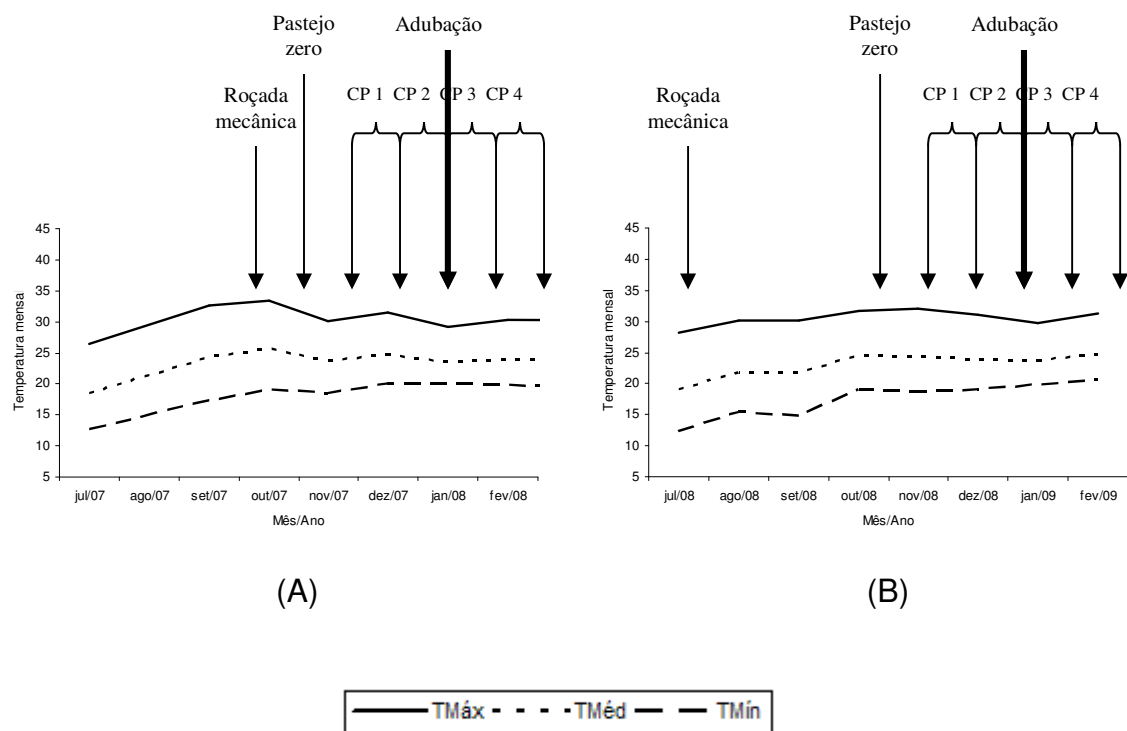 Pastejo
zero
Adubação
Roçada
mecânica
CP 1 CP 2 CP 3 CP 4
45
40
35
30
25
20
15
10
5
Temperatura mensal
jul/07 ago/07 set/07 out/07 nov/07 dez/07 jan/08 fev/08
Mês/Ano
(A)
Pastejo
zero
Adubação
Roçada
mecânica
CP 1 CP 2 CP 3 CP 4
45
40
35
30
25
20
15
10
5
Temperatura mensal
jul/08 ago/08 set/08 out/08 nov/08 dez/08 jan/09 fev/09
Mês/Ano
(B)
TMáx TMéd TMín